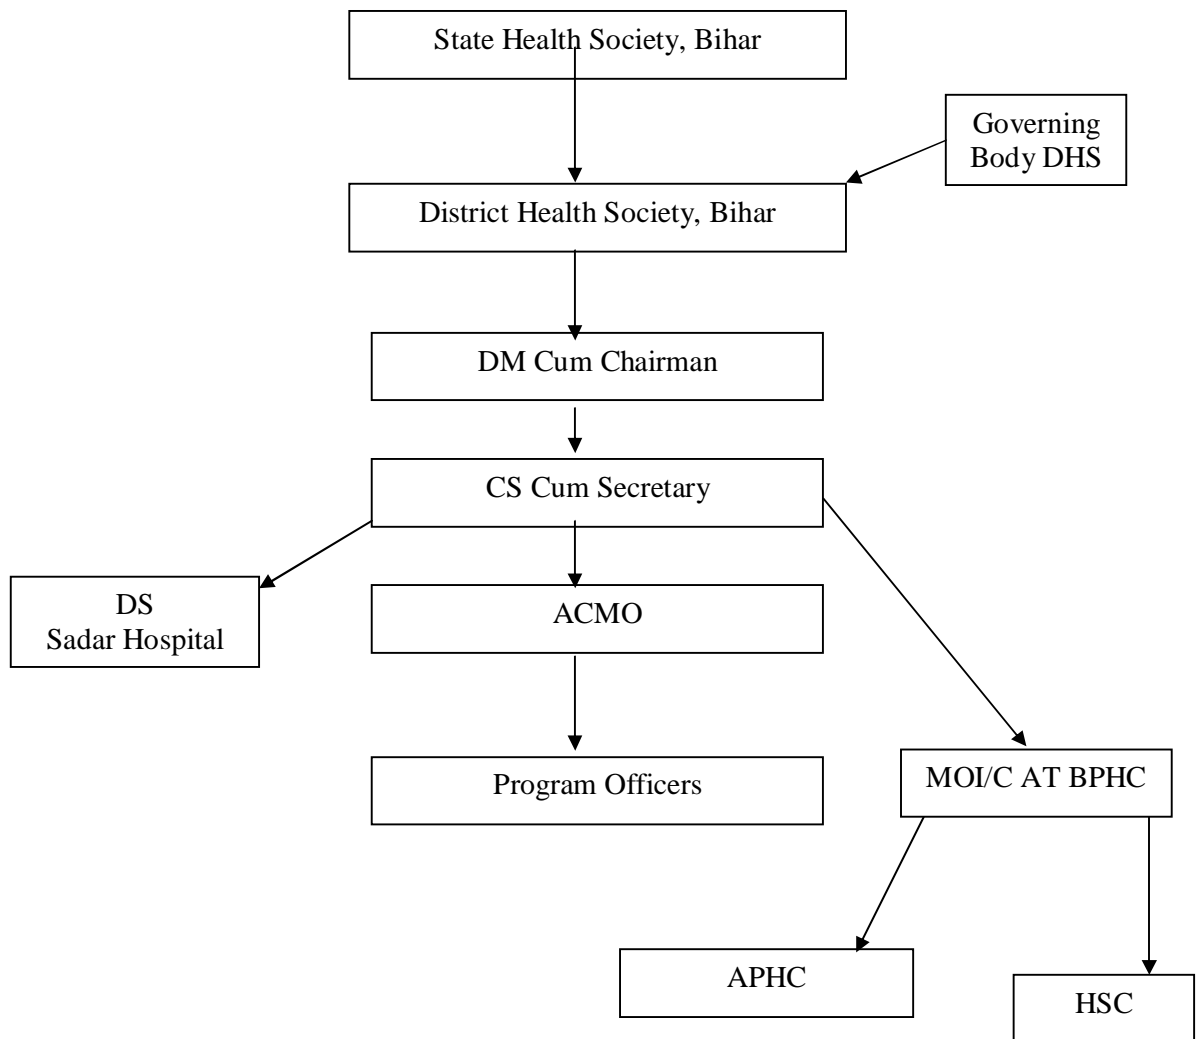 State Health Society, Bihar
Governing
Body DHS
District Health Society, Bihar
DM Cum Chairman
CS Cum Secretary
DS
Sadar Hospital
ACMO
Program Officers
MOI/C AT BPHC
APHC
HSC